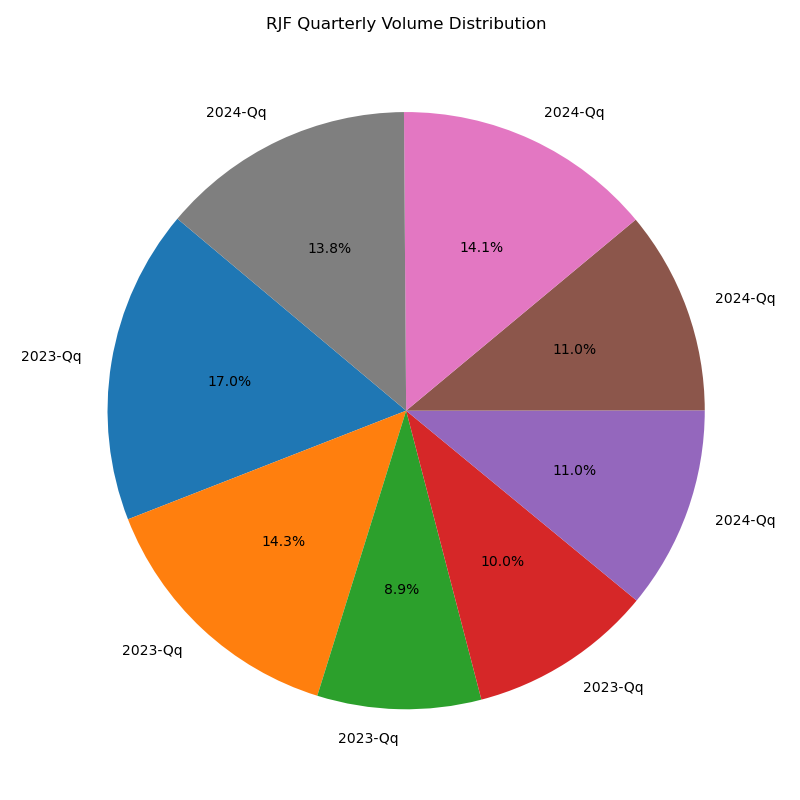 RJF Quarterly Volume Distribution
2024-Qq
2024-Qq
13.8%
14.1%
2024-Qq
11.0%
2023-Qq
17.0%
11.0%
2024-Qq
14.3%
10.0%
8.9%
2023-Qq
2023-Qq
2023-Qq